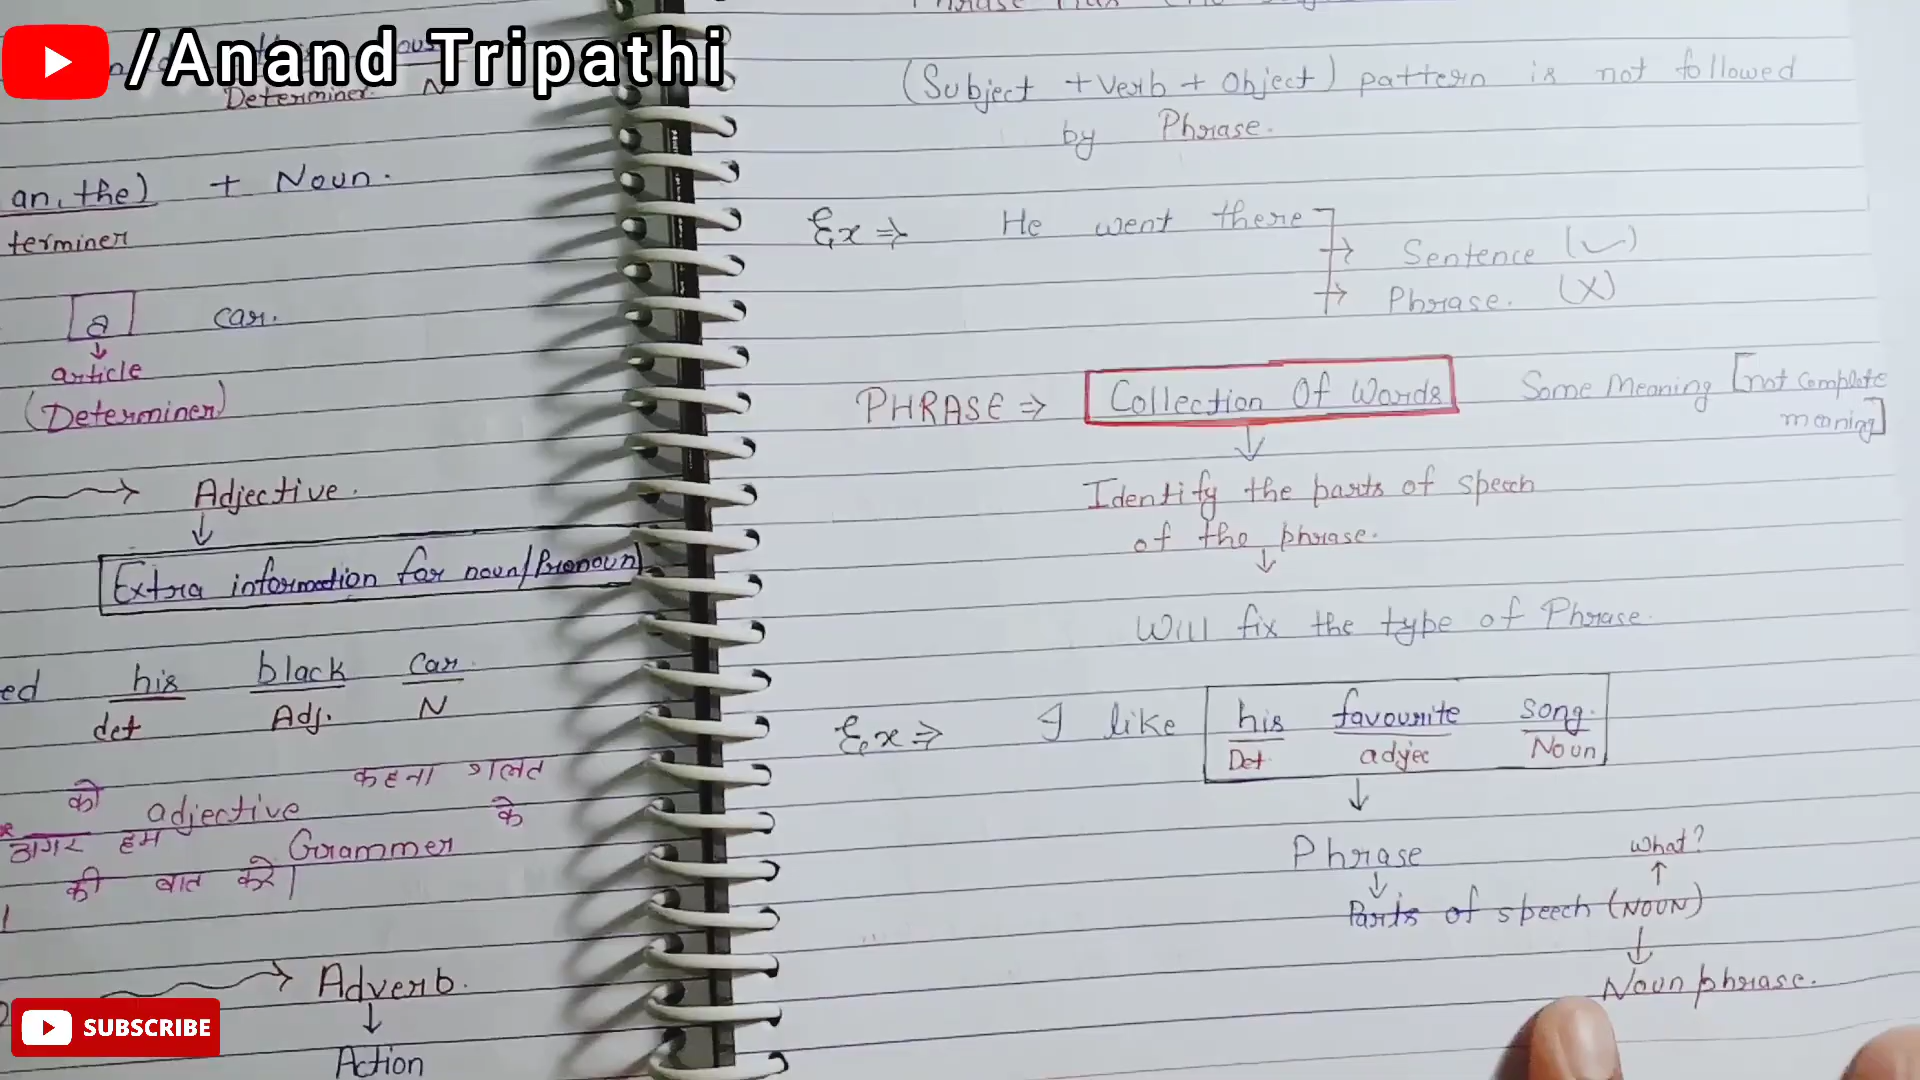 /Anand Tripathi
Determiner N
an, the) + Noun.
terminer
a car.
article
(Determiner)
Adjective.
Extra information for noun/Pronoun
ed his black car.
det Adj. N
को adjective कहना गलत
अगर हम Grammer के
की बात करे।
Adverb.
Action
SUBSCRIBE
(Subject + Verb + Object) pattern is not followed
by Phrase.
Ex ⇒ He went there
→ Sentence (✓)
→ Phrase. (X)
PHRASE ⇒ Collection Of Words Some Meaning [not complete
meaning]
Identify the parts of speech
of the phrase.
Will fix the type of Phrase.
Ex ⇒ I like his favourite song.
Det. adjec Noun
Phrase
What?
Parts of speech (NOUN)
Noun phrase.